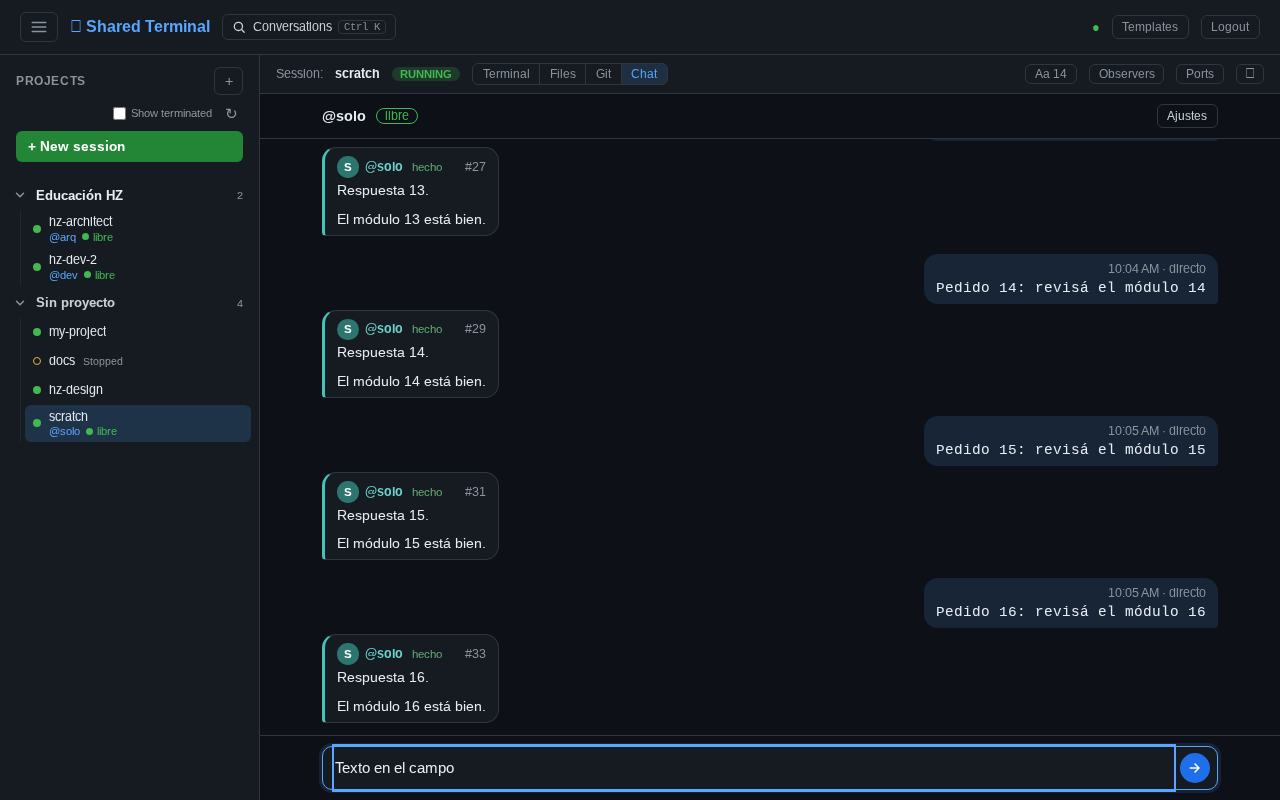 Shared Terminal
Conversations Ctrl K
Templates
Logout
PROJECTS
+
Show terminated
+ New session
Educación HZ 2
hz-architect
@arq libre
hz-dev-2
@dev libre
Sin proyecto 4
my-project
docs Stopped
hz-design
scratch
@solo libre
Session: scratch RUNNING Terminal Files Git Chat
Aa 14 Observers Ports
@solo libre
Ajustes
S @solo hecho #27
Respuesta 13.
El módulo 13 está bien.
10:04 AM · directo
Pedido 14: revisá el módulo 14
S @solo hecho #29
Respuesta 14.
El módulo 14 está bien.
10:05 AM · directo
Pedido 15: revisá el módulo 15
S @solo hecho #31
Respuesta 15.
El módulo 15 está bien.
10:05 AM · directo
Pedido 16: revisá el módulo 16
S @solo hecho #33
Respuesta 16.
El módulo 16 está bien.
Texto en el campo